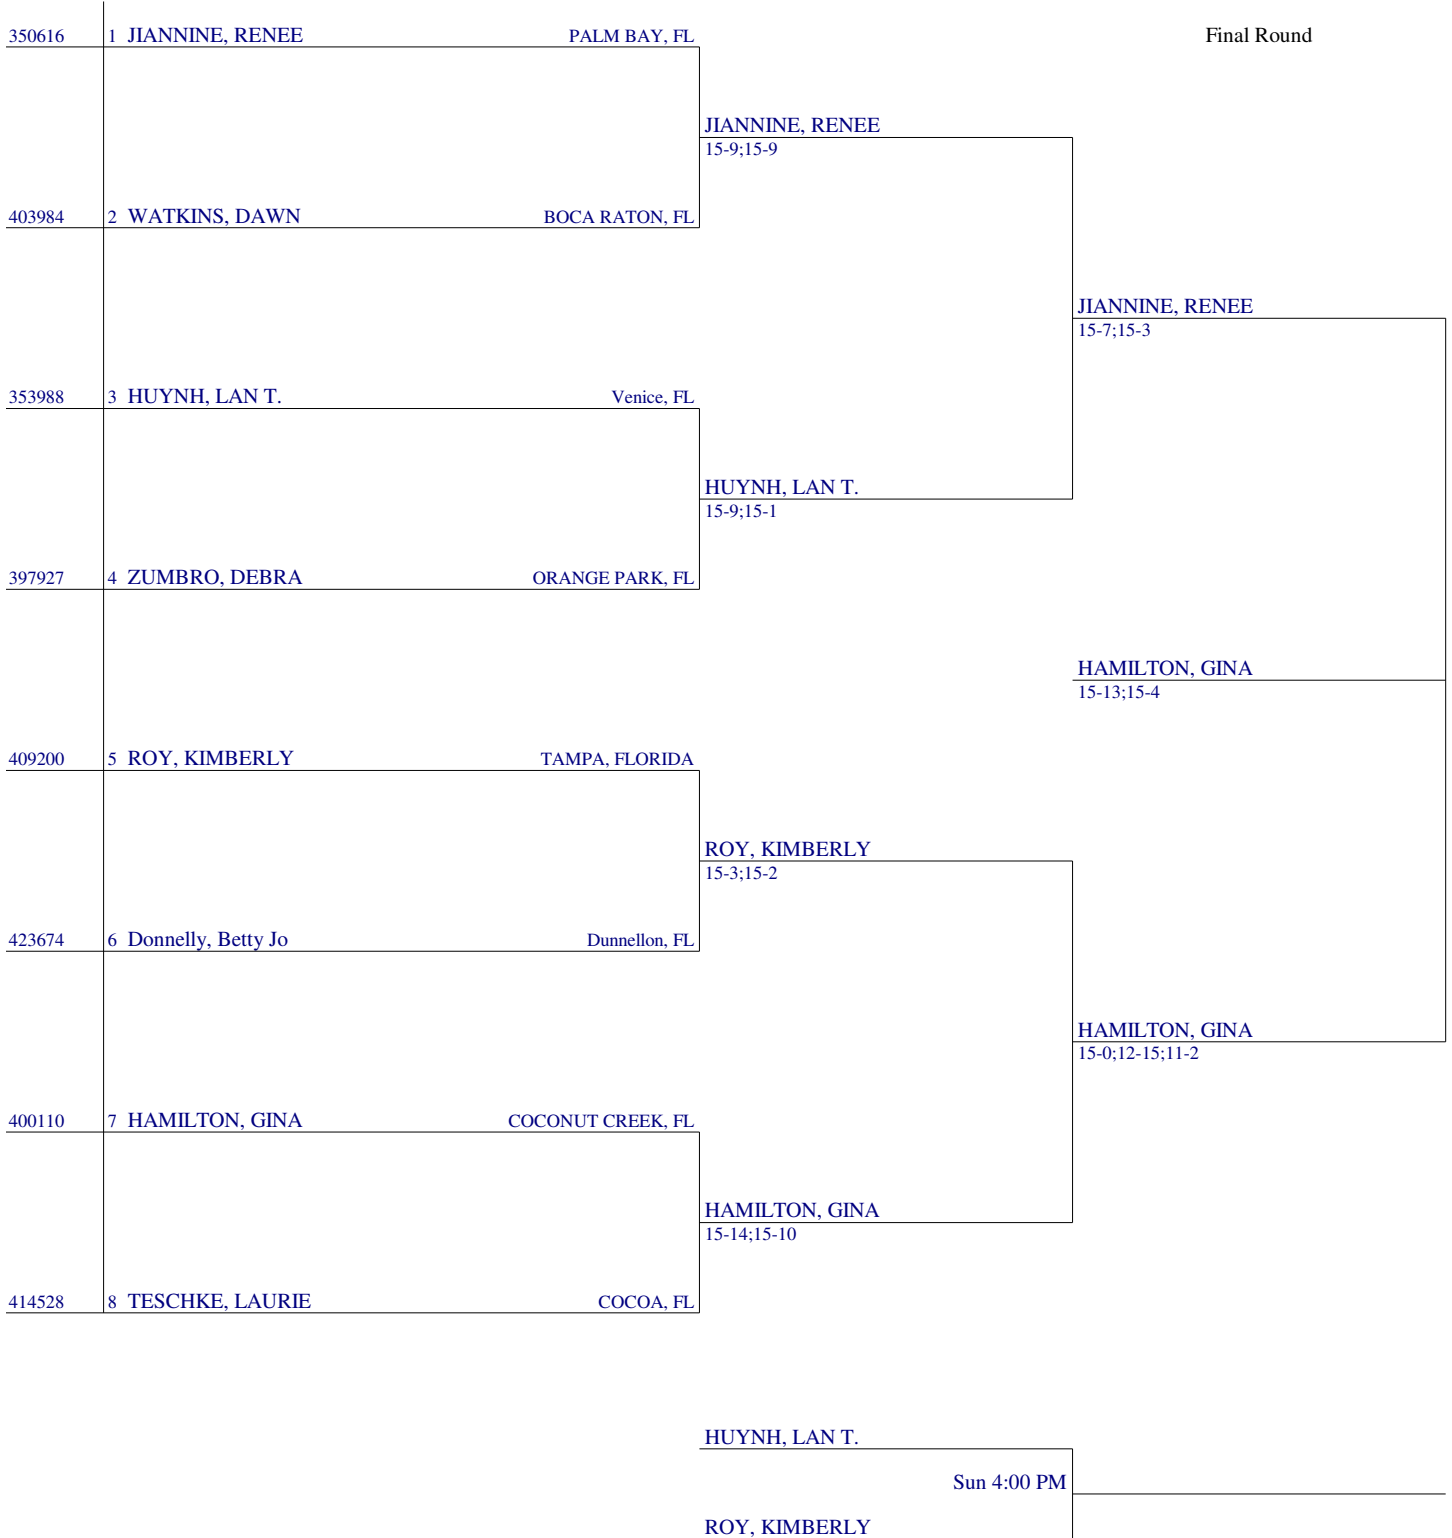 350616 1 JIANNINE, RENEE PALM BAY, FL Final Round
JIANNINE, RENEE
15-9;15-9
403984 2 WATKINS, DAWN BOCA RATON, FL
JIANNINE, RENEE
15-7;15-3
353988 3 HUYNH, LAN T. Venice, FL
HUYNH, LAN T.
15-9;15-1
397927 4 ZUMBRO, DEBRA ORANGE PARK, FL
HAMILTON, GINA
15-13;15-4
409200 5 ROY, KIMBERLY TAMPA, FLORIDA
ROY, KIMBERLY
15-3;15-2
423674 6 Donnelly, Betty Jo Dunnellon, FL
HAMILTON, GINA
15-0;12-15;11-2
400110 7 HAMILTON, GINA COCONUT CREEK, FL
HAMILTON, GINA
15-14;15-10
414528 8 TESCHKE, LAURIE COCOA, FL
HUYNH, LAN T.
Sun 4:00 PM
ROY, KIMBERLY